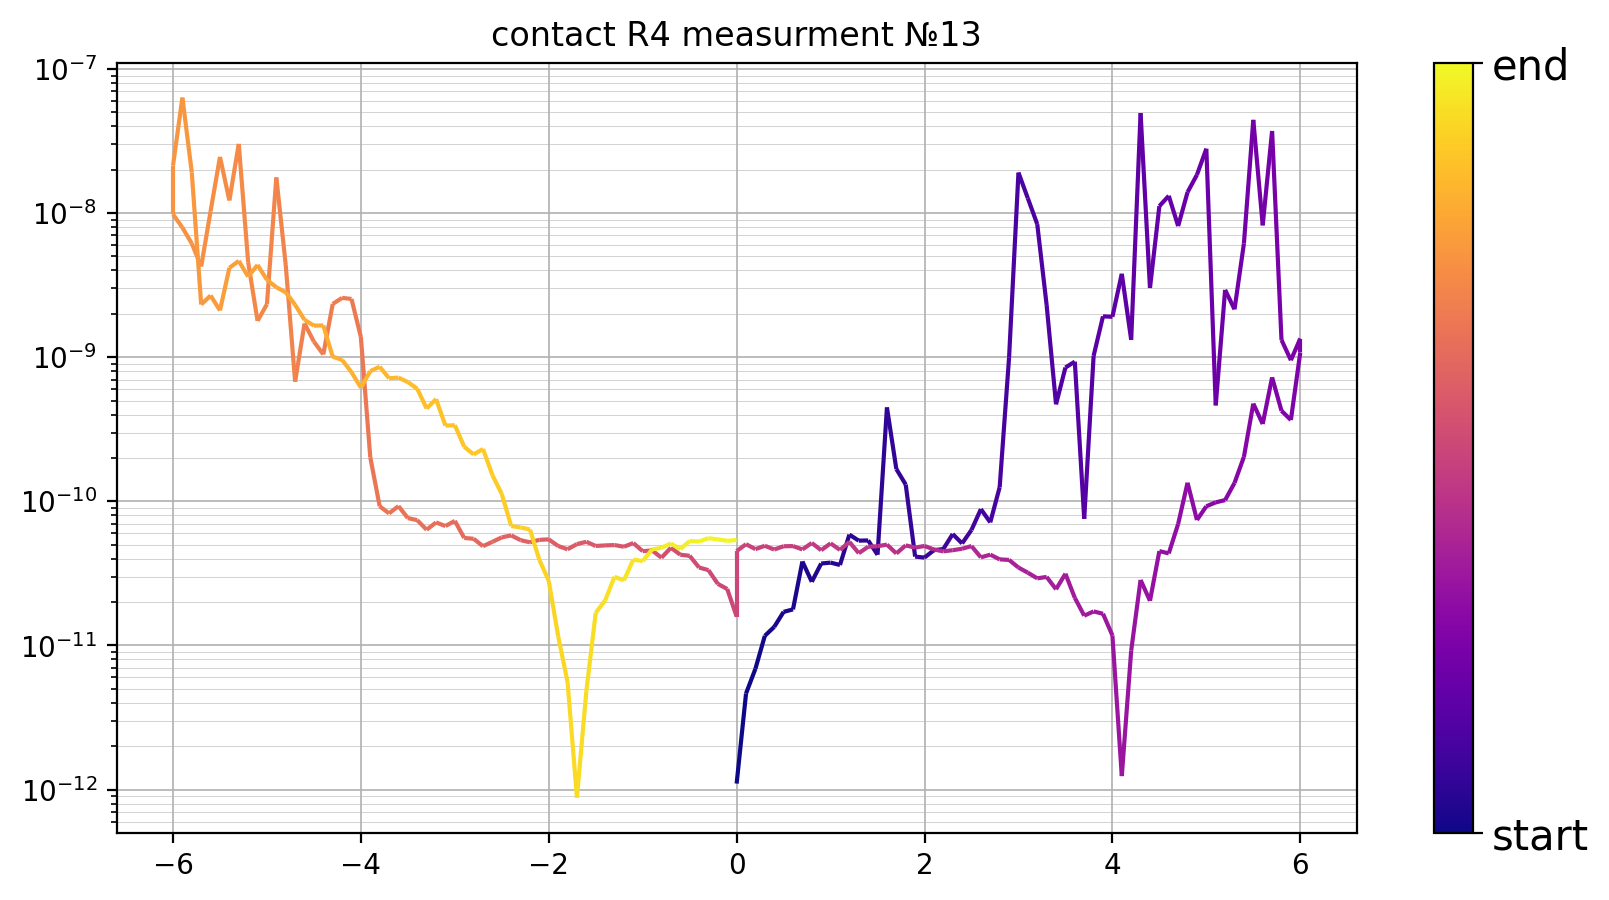 contact R4 measurment №13
10⁻⁷
10⁻⁸
10⁻⁹
10⁻¹⁰
10⁻¹¹
10⁻¹²
−6 −4 −2 0 2 4 6
end
start